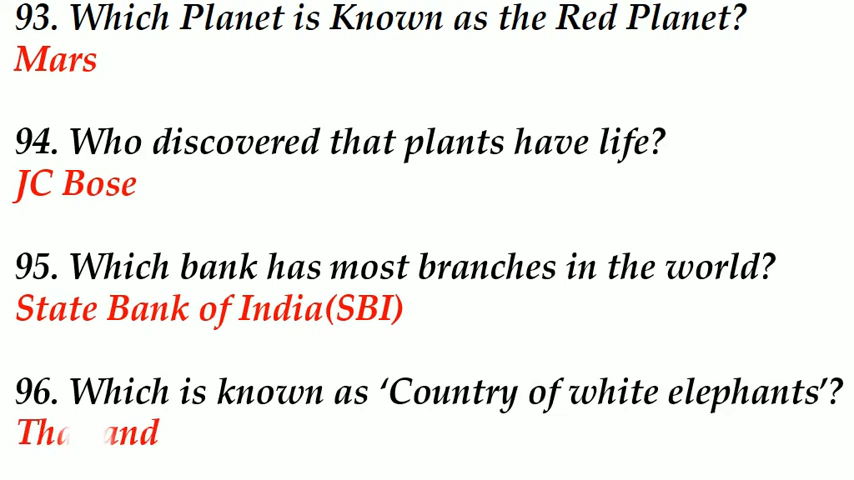 93. Which Planet is Known as the Red Planet?
Mars
94. Who discovered that plants have life?
JC Bose
95. Which bank has most branches in the world?
State Bank of India(SBI)
96. Which is known as ‘Country of white elephants’?